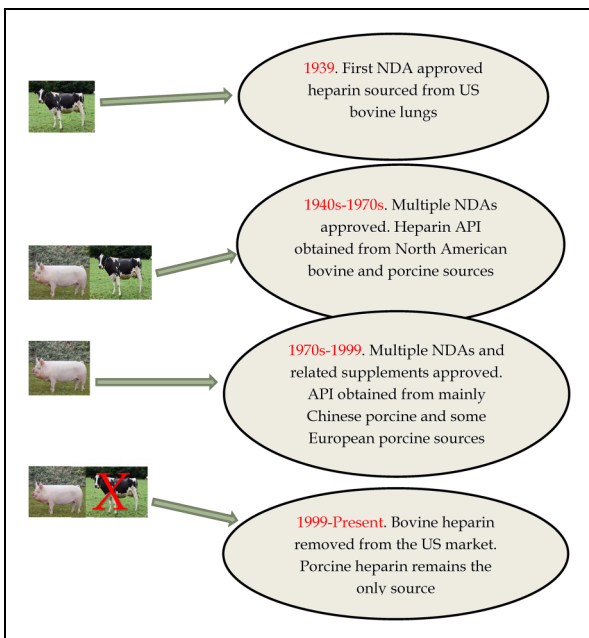 1939. First NDA approved
heparin sourced from US
bovine lungs
1940s-1970s. Multiple NDAs
approved. Heparin API
obtained from North American
bovine and porcine sources
1970s-1999. Multiple NDAs and
related supplements approved.
API obtained from mainly
Chinese porcine and some
European porcine sources
X
1999-Present. Bovine heparin
removed from the US market.
Porcine heparin remains the
only source